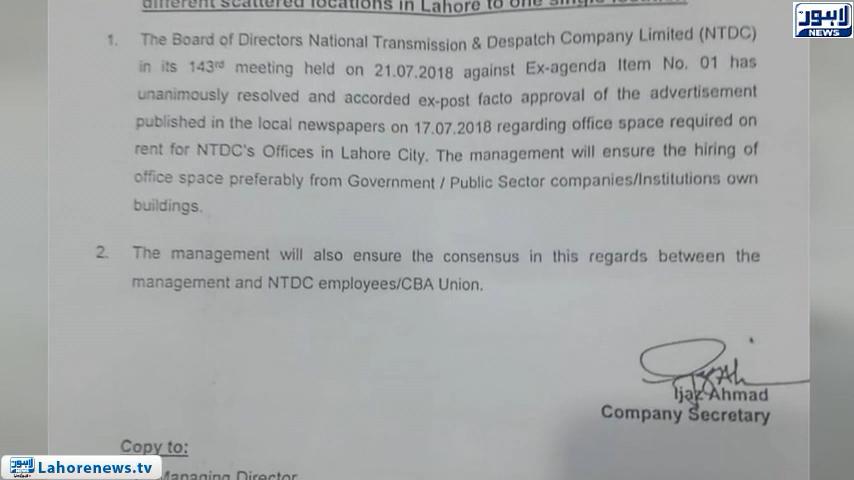 different scattered locations in Lahore to one single
لاہور
NEWS
1. The Board of Directors National Transmission & Despatch Company Limited (NTDC)
in its 143rd meeting held on 21.07.2018 against Ex-agenda Item No. 01 has
unanimously resolved and accorded ex-post facto approval of the advertisement
published in the local newspapers on 17.07.2018 regarding office space required on
rent for NTDC's Offices in Lahore City. The management will ensure the hiring of
office space preferably from Government / Public Sector companies/Institutions own
buildings.
2. The management will also ensure the consensus in this regards between the
management and NTDC employees/CBA Union.
Ijaz Ahmad
Company Secretary
Copy to:
Managing Director
لاہور
Lahorenews.tv